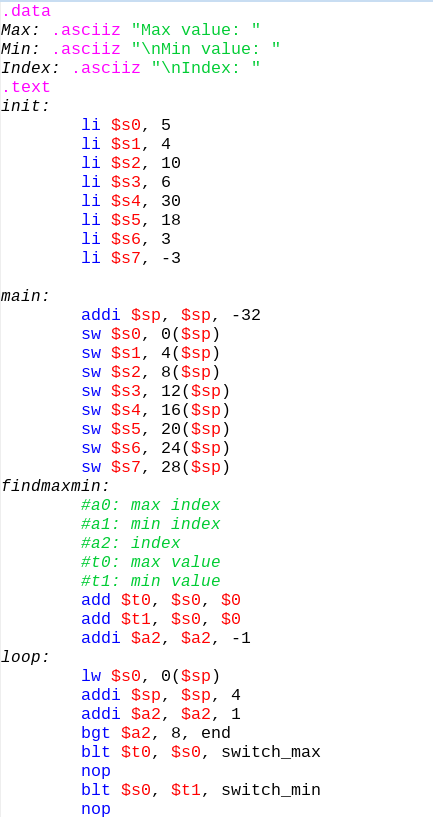 .data
Max: .asciiz "Max value: "
Min: .asciiz "\nMin value: "
Index: .asciiz "\nIndex: "
.text
init:
li $s0, 5
li $s1, 4
li $s2, 10
li $s3, 6
li $s4, 30
li $s5, 18
li $s6, 3
li $s7, -3
main:
addi $sp, $sp, -32
sw $s0, 0($sp)
sw $s1, 4($sp)
sw $s2, 8($sp)
sw $s3, 12($sp)
sw $s4, 16($sp)
sw $s5, 20($sp)
sw $s6, 24($sp)
sw $s7, 28($sp)
findmaxmin:
#a0: max index
#a1: min index
#a2: index
#t0: max value
#t1: min value
add $t0, $s0, $0
add $t1, $s0, $0
addi $a2, $a2, -1
loop:
lw $s0, 0($sp)
addi $sp, $sp, 4
addi $a2, $a2, 1
bgt $a2, 8, end
blt $t0, $s0, switch_max
nop
blt $s0, $t1, switch_min
nop